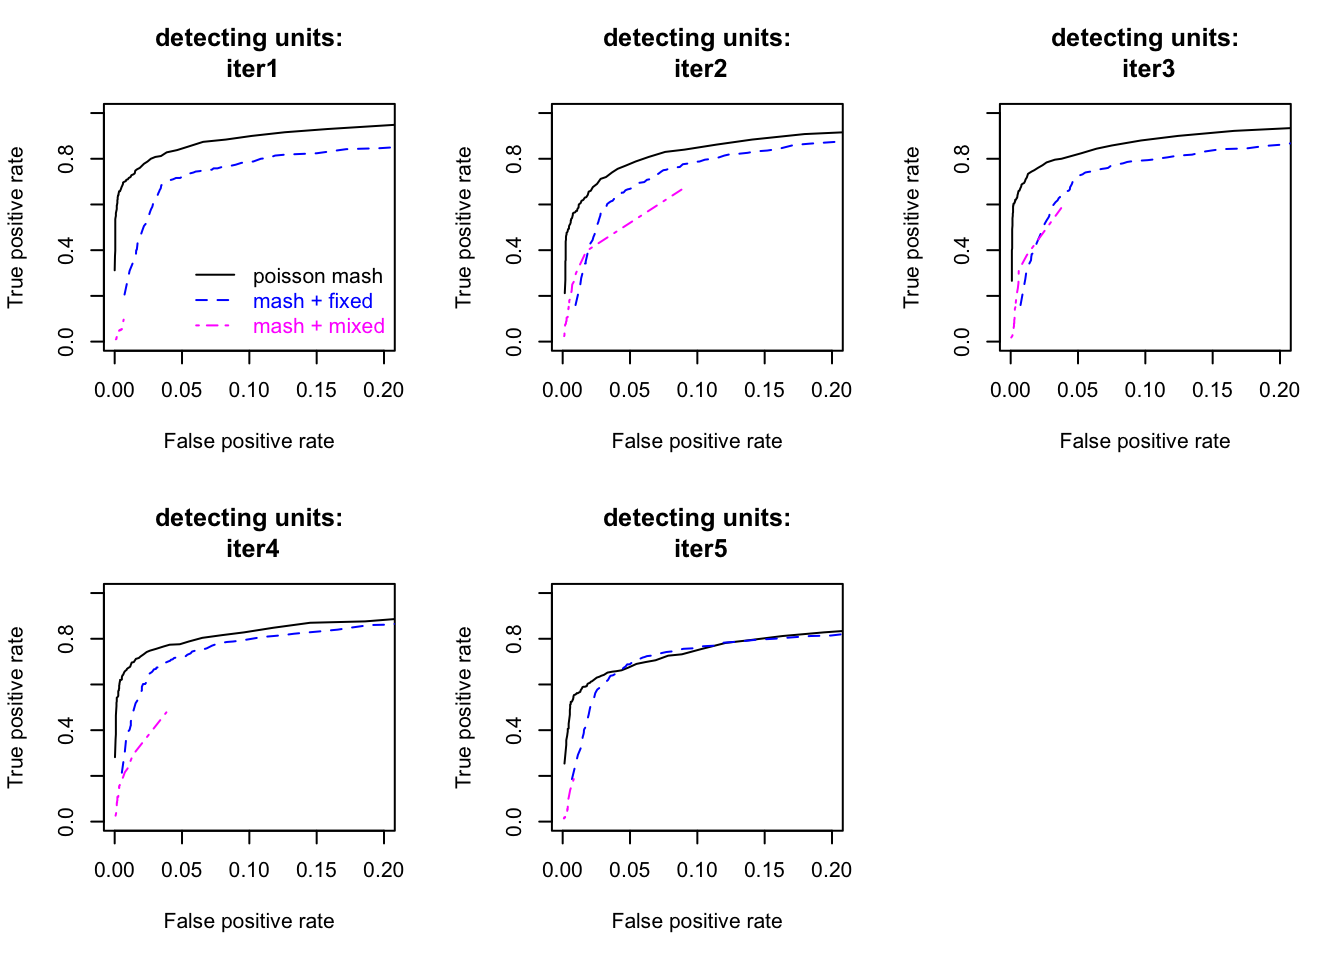 detecting units:
iter1
True positive rate
0.8
0.4
0.0
poisson mash
mash + fixed
mash + mixed
0.00 0.05 0.10 0.15 0.20
False positive rate
detecting units:
iter2
True positive rate
0.8
0.4
0.0
0.00 0.05 0.10 0.15 0.20
False positive rate
detecting units:
iter3
True positive rate
0.8
0.4
0.0
0.00 0.05 0.10 0.15 0.20
False positive rate
detecting units:
iter4
True positive rate
0.8
0.4
0.0
0.00 0.05 0.10 0.15 0.20
False positive rate
detecting units:
iter5
True positive rate
0.8
0.4
0.0
0.00 0.05 0.10 0.15 0.20
False positive rate